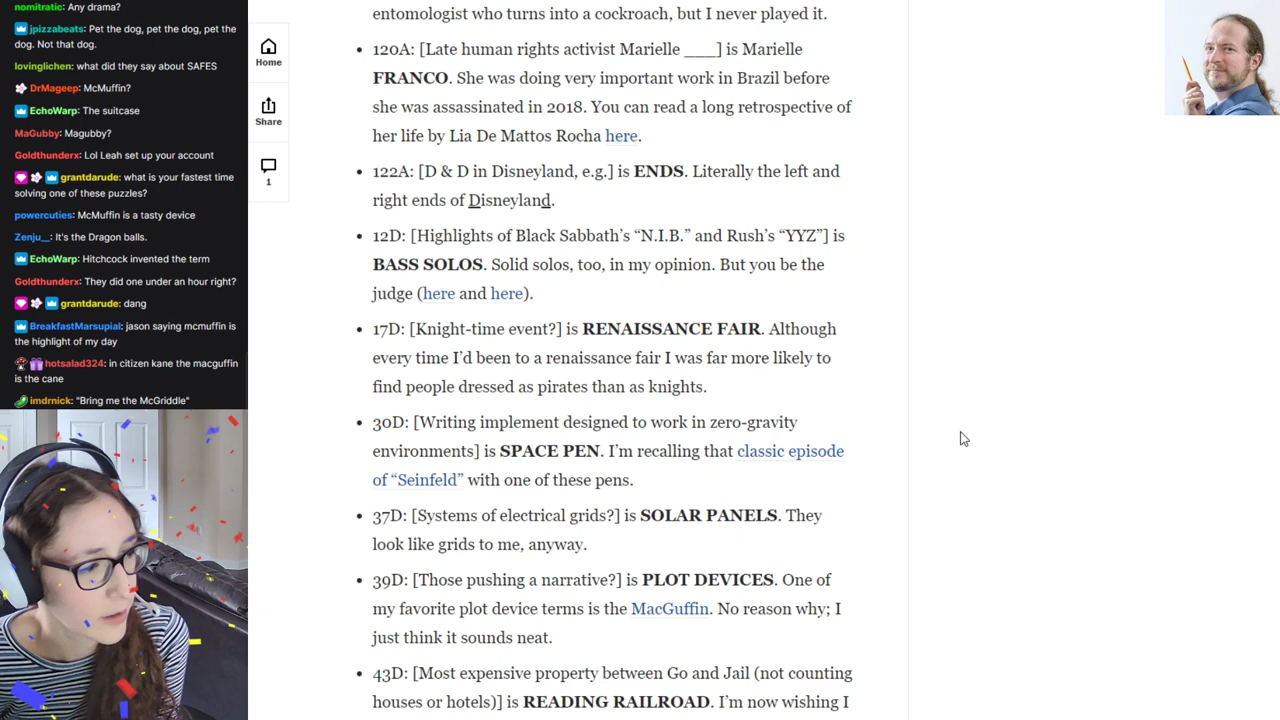 nomitratic: Any drama?
jpizzabeats: Pet the dog, pet the dog, pet the
dog. Not that dog.
lovinglichen: what did they say about SAFES
DrMageep: McMuffin?
EchoWarp: The suitcase
MaGubby: Magubby?
Goldthunderx: Lol Leah set up your account
grantdarude: what is your fastest time
solving one of these puzzles?
powercuties: McMuffin is a tasty device
Zenju__: It's the Dragon balls.
EchoWarp: Hitchcock invented the term
Goldthunderx: They did one under an hour right?
grantdarude: dang
BreakfastMarsupial: jason saying mcmuffin is
the highlight of my day
hotsalad324: in citizen kane the macguffin
is the cane
imdrnick: "Bring me the McGriddle"
Home
Share
1
entomologist who turns into a cockroach, but I never played it.
• 120A: [Late human rights activist Marielle ___] is Marielle
FRANCO. She was doing very important work in Brazil before
she was assassinated in 2018. You can read a long retrospective of
her life by Lia De Mattos Rocha here.
• 122A: [D & D in Disneyland, e.g.] is ENDS. Literally the left and
right ends of Disneyland.
• 12D: [Highlights of Black Sabbath's “N.I.B.” and Rush's “YYZ”] is
BASS SOLOS. Solid solos, too, in my opinion. But you be the
judge (here and here).
• 17D: [Knight-time event?] is RENAISSANCE FAIR. Although
every time I'd been to a renaissance fair I was far more likely to
find people dressed as pirates than as knights.
• 30D: [Writing implement designed to work in zero-gravity
environments] is SPACE PEN. I'm recalling that classic episode
of “Seinfeld” with one of these pens.
• 37D: [Systems of electrical grids?] is SOLAR PANELS. They
look like grids to me, anyway.
• 39D: [Those pushing a narrative?] is PLOT DEVICES. One of
my favorite plot device terms is the MacGuffin. No reason why; I
just think it sounds neat.
• 43D: [Most expensive property between Go and Jail (not counting
houses or hotels)] is READING RAILROAD. I'm now wishing I